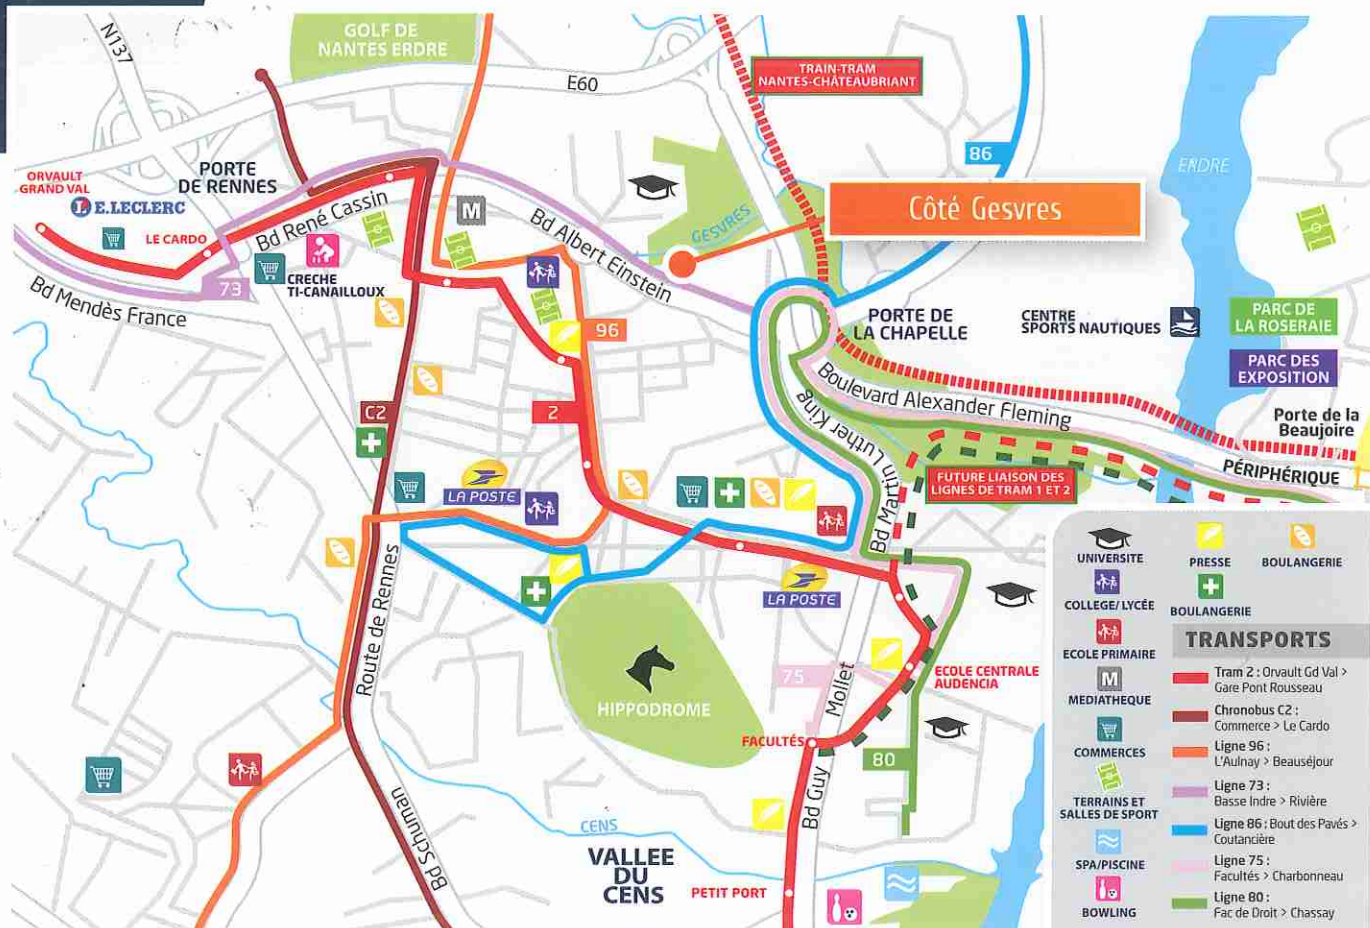 N137
GOLF DE
NANTES ERDRE
E60
TRAIN-TRAM
NANTES-CHÂTEAUBRIANT
86
ERDRE
ORVAULT
GRAND VAL
E.LECLERC
PORTE
DE RENNES
LE CARDO
Bd René Cassin
M
Bd Albert Einstein
GESVRES
Côté Gesvres
73
CRECHE
TI-CANAILLOUX
Bd Mendès France
96
PORTE DE
LA CHAPELLE
CENTRE
SPORTS NAUTIQUES
PARC DE
LA ROSERAIE
PARC DES
EXPOSITION
C2
2
Boulevard Alexander Fleming
Bd Martin Luther King
Porte de la
Beaujoire
PÉRIPHÉRIQUE
FUTURE LIAISON DES
LIGNES DE TRAM 1 ET 2
LA POSTE
LA POSTE
Route de Rennes
HIPPODROME
75
Bd Guy Mollet
ECOLE CENTRALE
AUDENCIA
FACULTÉS
80
Bd Schuman
CENS
VALLEE
DU
CENS
PETIT PORT
UNIVERSITE
PRESSE
BOULANGERIE
COLLEGE/LYCÉE
BOULANGERIE
ECOLE PRIMAIRE
M
MEDIATHEQUE
COMMERCES
TERRAINS ET
SALLES DE SPORT
SPA/PISCINE
BOWLING
TRANSPORTS
Tram 2 : Orvault Gd Val >
Gare Pont Rousseau
Chronobus C2 :
Commerce > Le Cardo
Ligne 96 :
L'Aulnay > Beauséjour
Ligne 73 :
Basse Indre > Rivière
Ligne 86 : Bout des Pavés >
Coutancière
Ligne 75 :
Facultés > Charbonneau
Ligne 80 :
Fac de Droit > Chassay